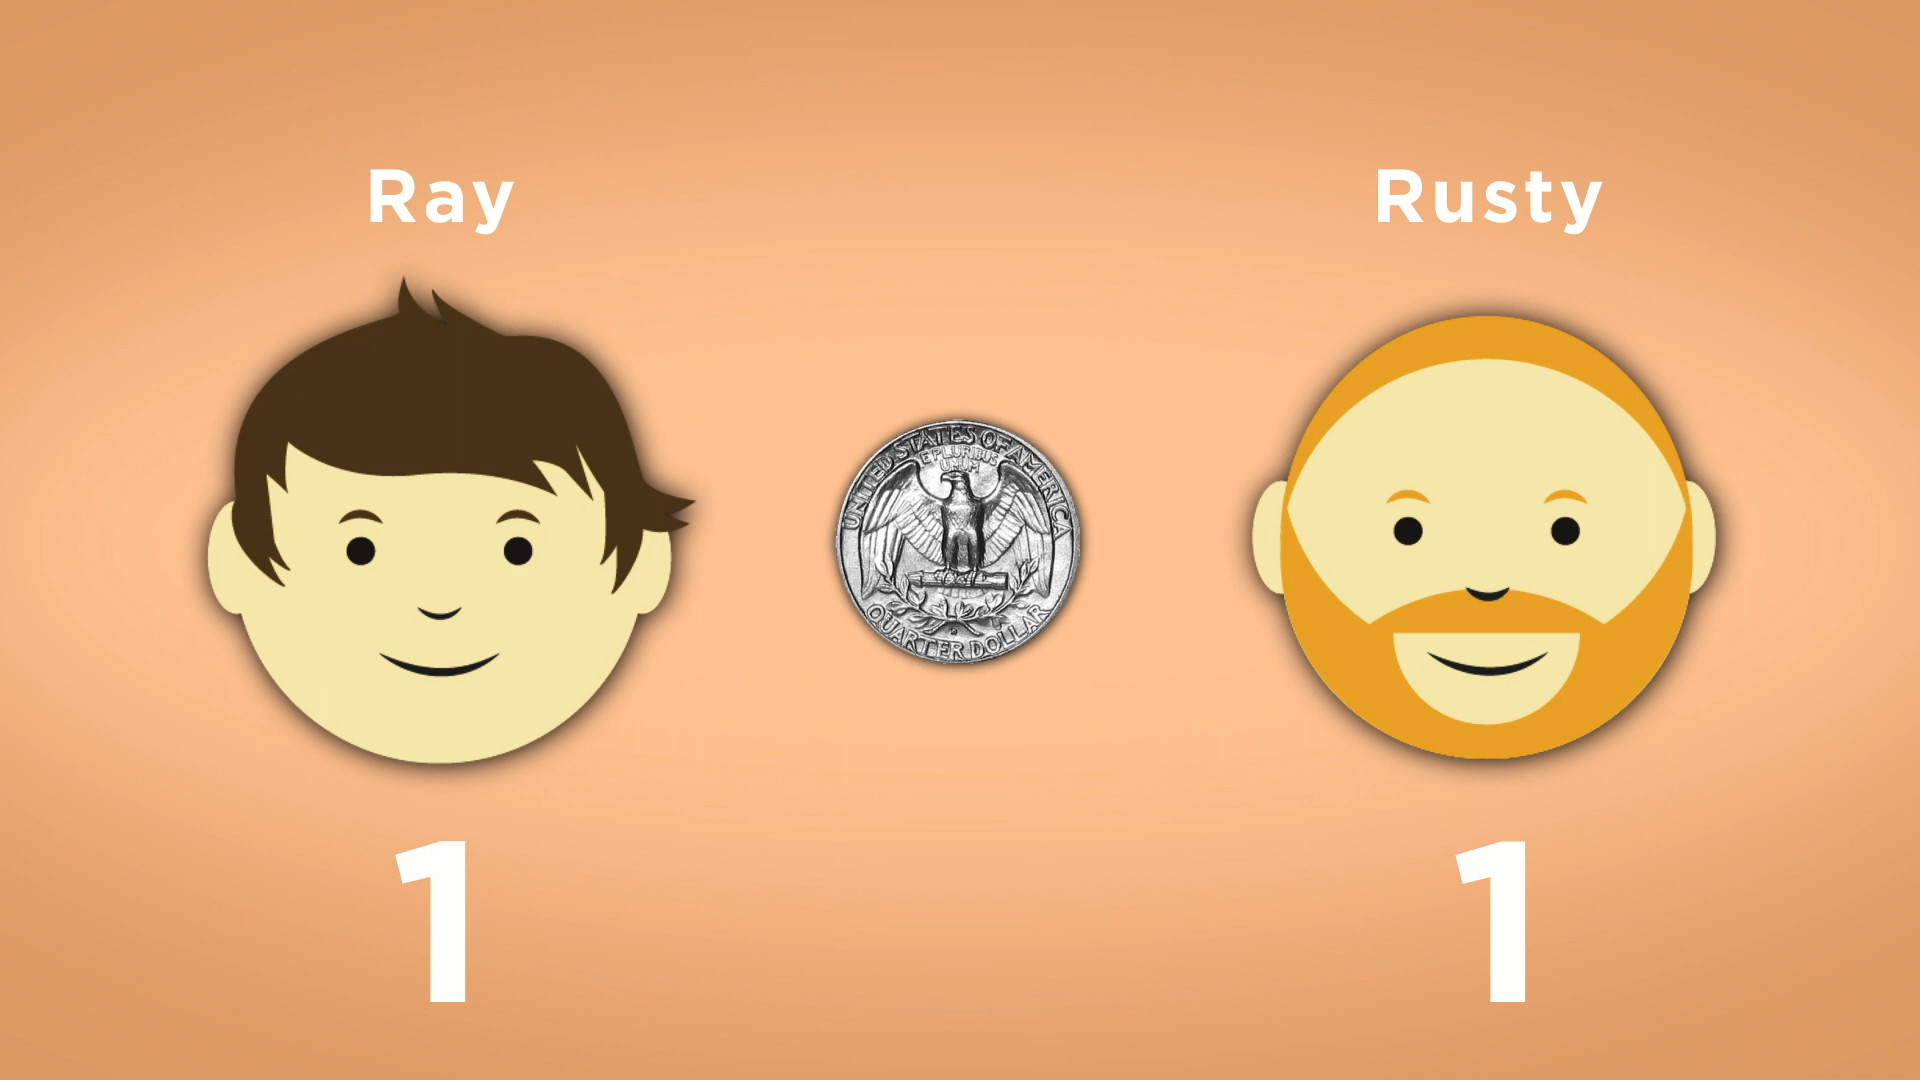 Ray
Rusty
UNITED STATES OF AMERICA
E PLURIBUS
UNUM
QUARTER DOLLAR
1
1